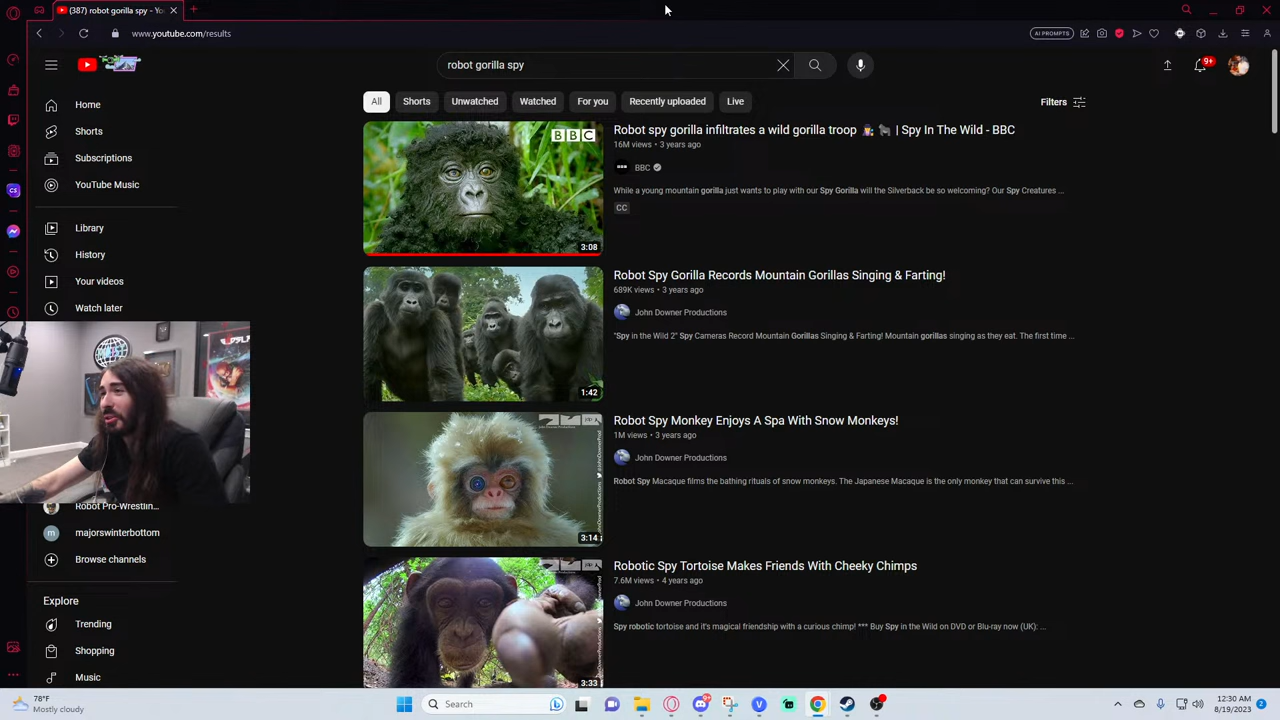 (387) robot gorilla spy - Yo
www.youtube.com/results
AI PROMPTS
robot gorilla spy
9+
All
Shorts
Unwatched
Watched
For you
Recently uploaded
Live
Filters
Home
Shorts
Subscriptions
YouTube Music
Library
History
Your videos
Watch later
Robot Pro-Wrestlin...
majorswinterbottom
Browse channels
Explore
Trending
Shopping
Music
BBC
3:08
Robot spy gorilla infiltrates a wild gorilla troop 🧙‍♀️ 🦍 | Spy In The Wild - BBC
16M views • 3 years ago
BBC
While a young mountain gorilla just wants to play with our Spy Gorilla will the Silverback be so welcoming? Our Spy Creatures ...
CC
1:42
Robot Spy Gorilla Records Mountain Gorillas Singing & Farting!
689K views • 3 years ago
John Downer Productions
"Spy in the Wild 2" Spy Cameras Record Mountain Gorillas Singing & Farting! Mountain gorillas singing as they eat. The first time ...
3:14
Robot Spy Monkey Enjoys A Spa With Snow Monkeys!
1M views • 3 years ago
John Downer Productions
Robot Spy Macaque films the bathing rituals of snow monkeys. The Japanese Macaque is the only monkey that can survive this ...
3:33
Robotic Spy Tortoise Makes Friends With Cheeky Chimps
7.6M views • 4 years ago
John Downer Productions
Spy robotic tortoise and it's magical friendship with a curious chimp! *** Buy Spy in the Wild on DVD or Blu-ray now (UK): ...
78°F
Mostly cloudy
Search
9+
12:30 AM
8/19/2023
2